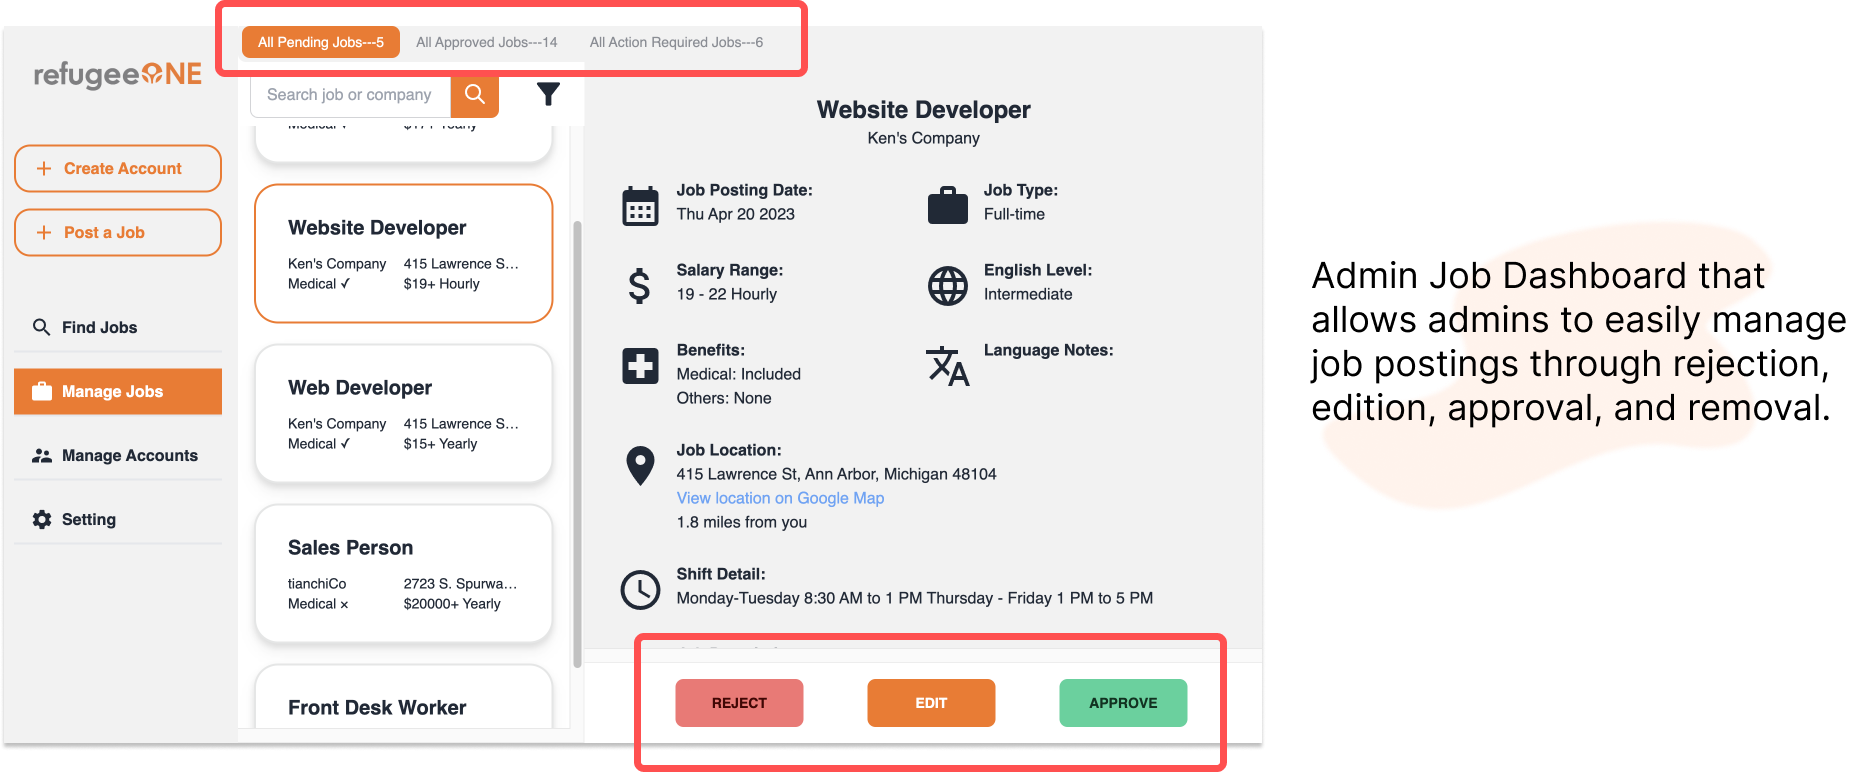 All Pending Jobs---5 All Approved Jobs---14 All Action Required Jobs---6
refugeeONE
Create Account
Post a Job
Find Jobs
Manage Jobs
Manage Accounts
Setting
Search job or company
Medical ✓ $17+ Yearly
Website Developer
Ken's Company 415 Lawrence S...
Medical ✓ $19+ Hourly
Web Developer
Ken's Company 415 Lawrence S...
Medical ✓ $15+ Yearly
Sales Person
tianchiCo 2723 S. Spurwa...
Medical × $20000+ Yearly
Front Desk Worker
Website Developer
Ken's Company
Job Posting Date:
Thu Apr 20 2023
Job Type:
Full-time
Salary Range:
19 - 22 Hourly
English Level:
Intermediate
Benefits:
Medical: Included
Others: None
Language Notes:
Job Location:
415 Lawrence St, Ann Arbor, Michigan 48104
View location on Google Map
1.8 miles from you
Shift Detail:
Monday-Tuesday 8:30 AM to 1 PM Thursday - Friday 1 PM to 5 PM
REJECT EDIT APPROVE
Admin Job Dashboard that
allows admins to easily manage
job postings through rejection,
edition, approval, and removal.